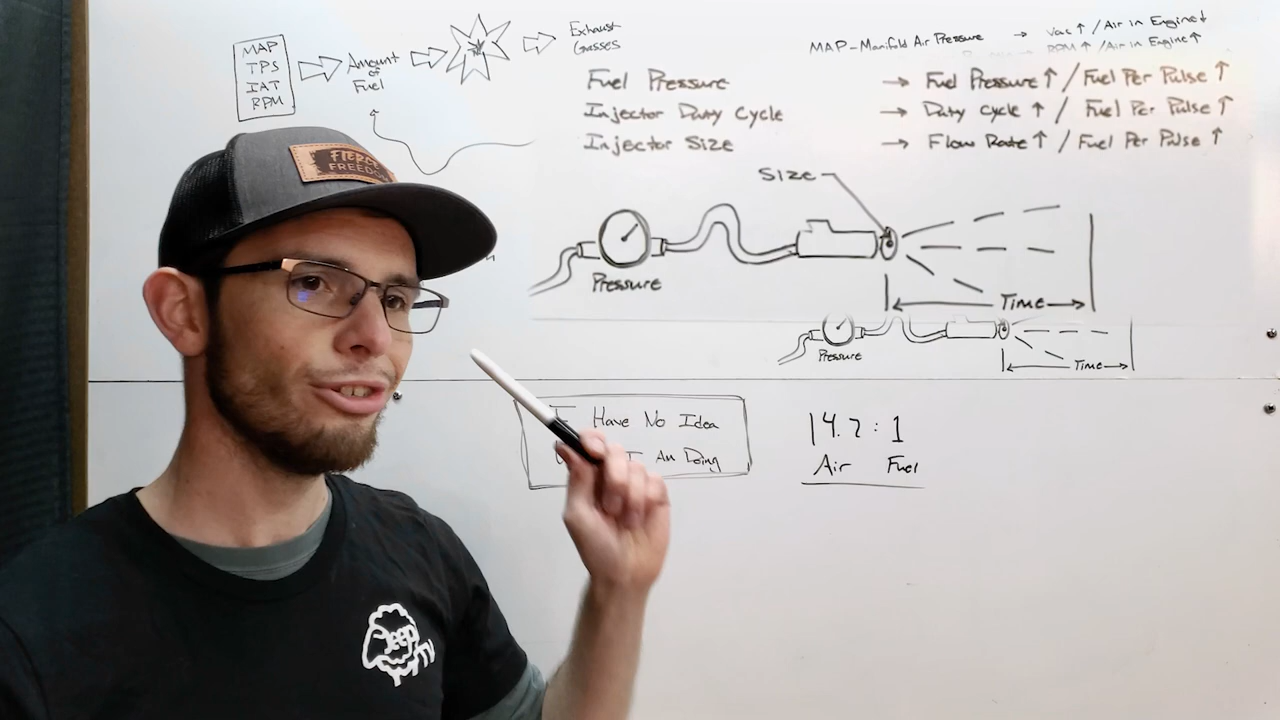 MAP
TPS
IAT
RPM
Amount
of
Fuel
Exhaust
Gasses
MAP-Manifold Air Pressure → Vac↑/Air in Engine↓
RPM↑/Air in Engine↑
Fuel Pressure → Fuel Pressure↑/Fuel Per Pulse↑
Injector Duty Cycle → Duty Cycle↑/Fuel Per Pulse↑
Injector Size → Flow Rate↑/Fuel Per Pulse↑
Size
Pressure
Time
Pressure
Time
FIERCE
FREEDOM
Have No Idea
I Am Doing
14.7:1
Air Fuel
Jeep
TV